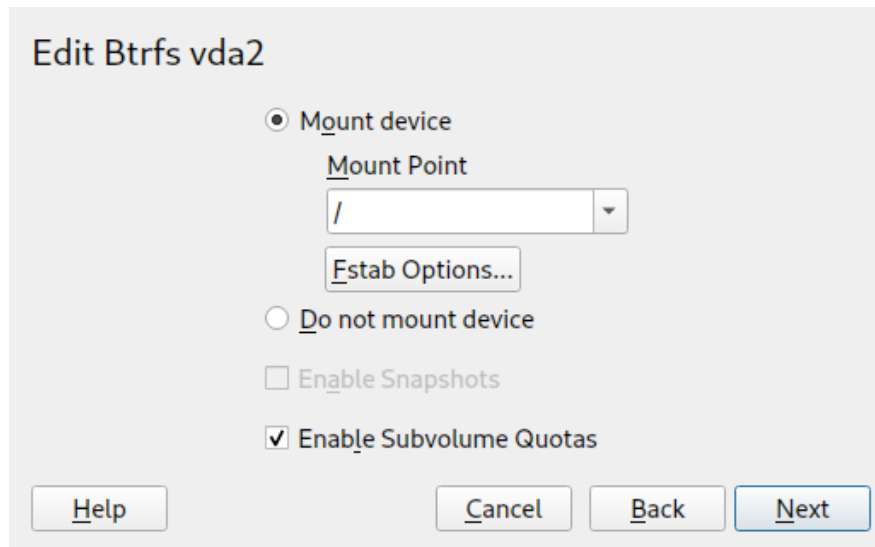 Edit Btrfs vda2
Mount device
Mount Point
/
Fstab Options...
Do not mount device
Enable Snapshots
Enable Subvolume Quotas
Help Cancel Back Next